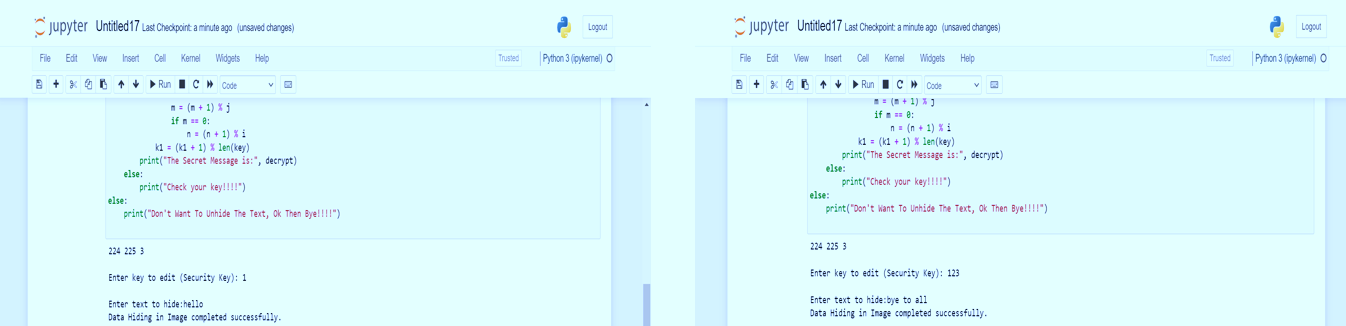 jupyter Untitled17 Last Checkpoint: a minute ago (unsaved changes)
Logout
File Edit View Insert Cell Kernel Widgets Help
Trusted
Python 3 (ipykernel)
Run
Code
m = (m + 1) % j
if m == 0:
n = (n + 1) % i
k1 = (k1 + 1) % len(key)
print("The Secret Message is:", decrypt)
else:
print("Check your key!!!!")
else:
print("Don't Want To Unhide The Text, Ok Then Bye!!!!")
224 225 3
Enter key to edit (Security Key): 1
Enter text to hide:hello
Data Hiding in Image completed successfully.
jupyter Untitled17 Last Checkpoint: a minute ago (unsaved changes)
Logout
File Edit View Insert Cell Kernel Widgets Help
Trusted
Python 3 (ipykernel)
Run
Code
m = (m + 1) % j
if m == 0:
n = (n + 1) % i
k1 = (k1 + 1) % len(key)
print("The Secret Message is:", decrypt)
else:
print("Check your key!!!!")
else:
print("Don't Want To Unhide The Text, Ok Then Bye!!!!")
224 225 3
Enter key to edit (Security Key): 123
Enter text to hide:bye to all
Data Hiding in Image completed successfully.